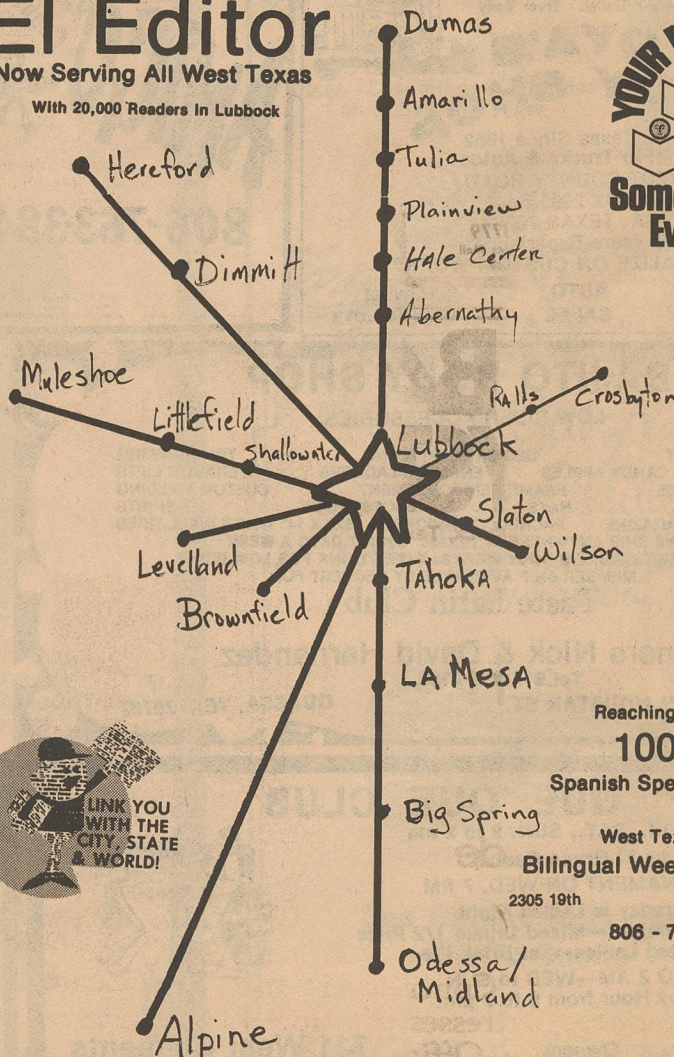 El Editor
Now Serving All West Texas
With 20,000 Readers In Lubbock
Dumas
Amarillo
Tulia
Plainview
Hale Center
Abernathy
Hereford
Dimmitt
Muleshoe
Littlefield
Shallowater
Levelland
Brownfield
Lubbock
Ralls
Crosbyton
Slaton
Wilson
TAHOKA
LA MESA
Big Spring
Odessa/
Midland
Alpine
YOUR
LINK YOU
WITH THE
CITY, STATE
& WORLD!
Reaching
100
Spanish Spe
West Te
Bilingual Wee
2305 19th
806 - 7